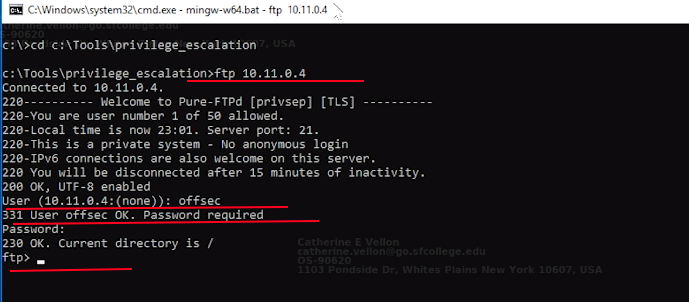 C:\Windows\system32\cmd.exe - mingw-w64.bat - ftp 10.11.0.4
catherine.vellon@go.sfcollege.edu
OS-90620
c:\>cd c:\Tools\privilege_escalation
c:\Tools\privilege_escalation>ftp 10.11.0.4
Connected to 10.11.0.4.
220---------- Welcome to Pure-FTPd [privsep] [TLS] ----------
220-You are user number 1 of 50 allowed.
220-Local time is now 23:01. Server port: 21.
220-This is a private system - No anonymous login
220-IPv6 connections are also welcome on this server.
220 You will be disconnected after 15 minutes of inactivity.
200 OK, UTF-8 enabled
User (10.11.0.4:(none)): offsec
331 User offsec OK. Password required
Password:
230 OK. Current directory is /
ftp>
Catherine E Vellon
catherine.vellon@go.sfcollege.edu
OS-90620
1103 Pondside Dr, Whites Plains New York 10607, USA